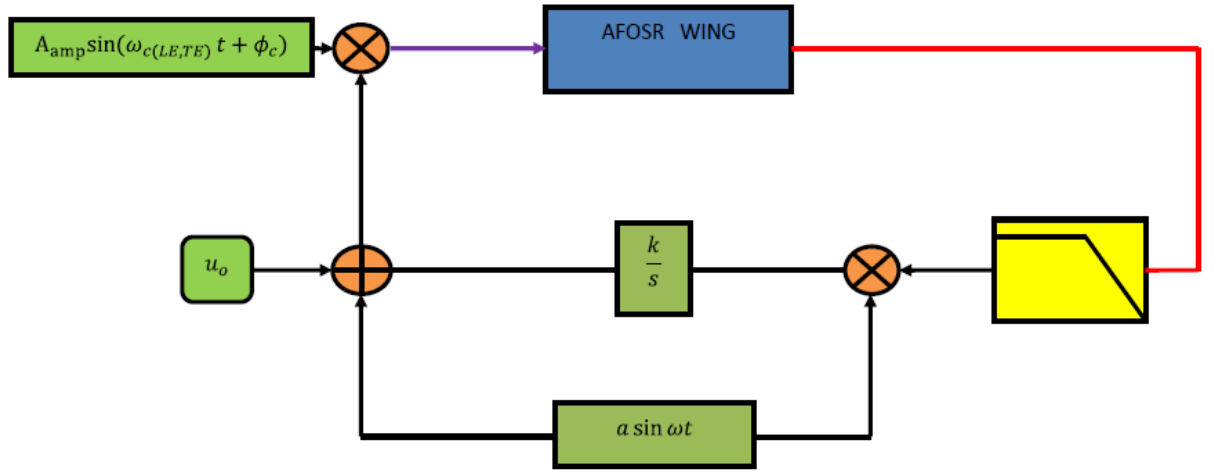 A_amp sin(ω_c(LE,TE) t + ϕ_c)
AFOSR WING
u_o
k
s
a sin ωt